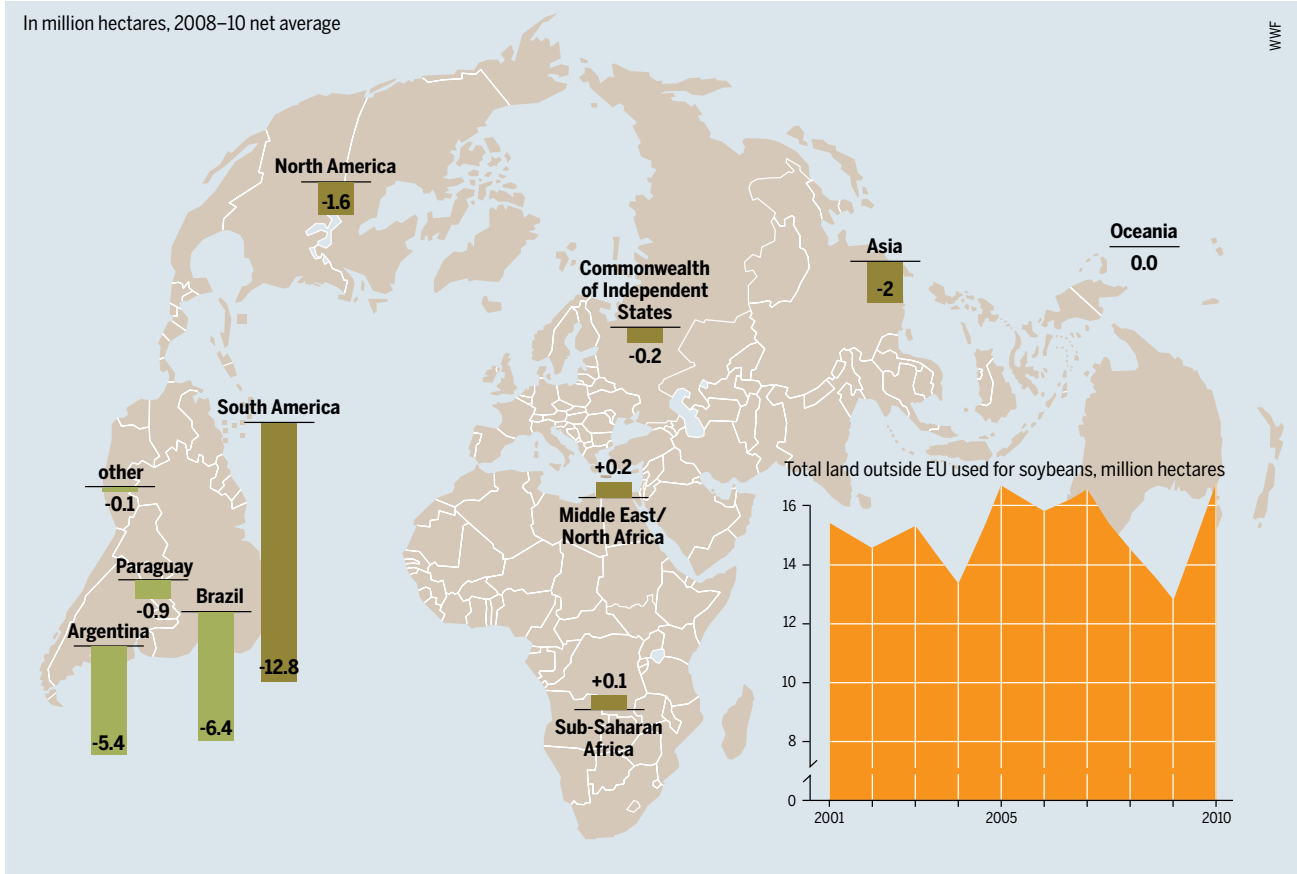 In million hectares, 2008–10 net average
WWF
North America
-1.6
Commonwealth
of Independent
States
-0.2
Asia
-2
Oceania
0.0
South America
-12.8
other
-0.1
Paraguay
-0.9
Brazil
-6.4
Argentina
-5.4
+0.2
Middle East/
North Africa
+0.1
Sub-Saharan
Africa
Total land outside EU used for soybeans, million hectares
16
14
12
10
8
0
2001
2005
2010